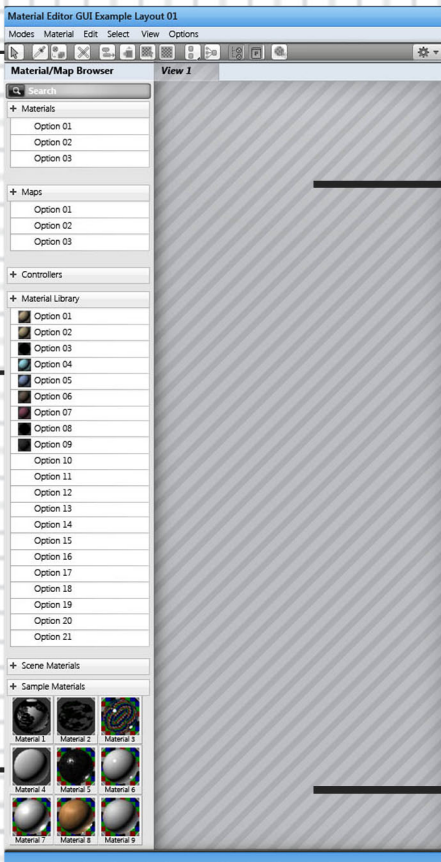 Material Editor GUI Example Layout 01
Modes Material Edit Select View Options
Material/Map Browser
View 1
Search
+ Materials
Option 01
Option 02
Option 03
+ Maps
Option 01
Option 02
Option 03
+ Controllers
+ Material Library
Option 01
Option 02
Option 03
Option 04
Option 05
Option 06
Option 07
Option 08
Option 09
Option 10
Option 11
Option 12
Option 13
Option 14
Option 15
Option 16
Option 17
Option 18
Option 19
Option 20
Option 21
+ Scene Materials
+ Sample Materials
Material 1 Material 2 Material 3
Material 4 Material 5 Material 6
Material 7 Material 8 Material 9